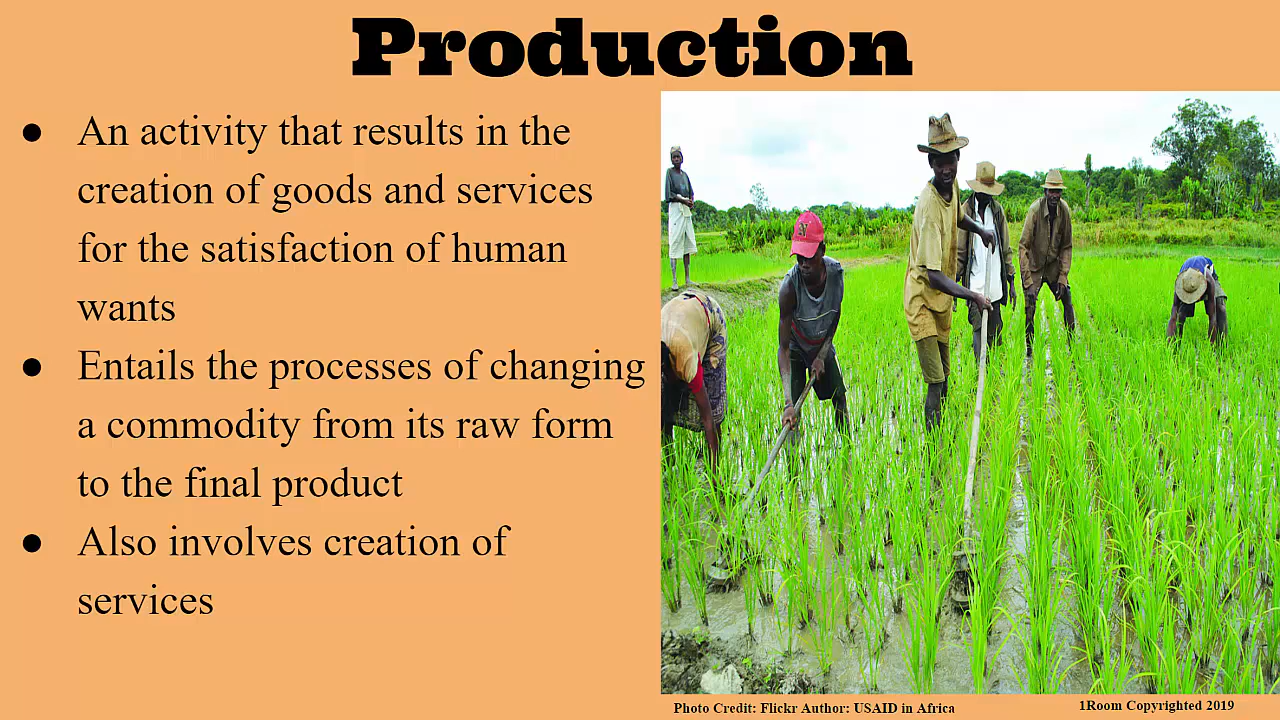 Production
● An activity that results in the
creation of goods and services
for the satisfaction of human
wants
● Entails the processes of changing
a commodity from its raw form
to the final product
● Also involves creation of
services
Photo Credit: Flickr Author: USAID in Africa
1Room Copyrighted 2019